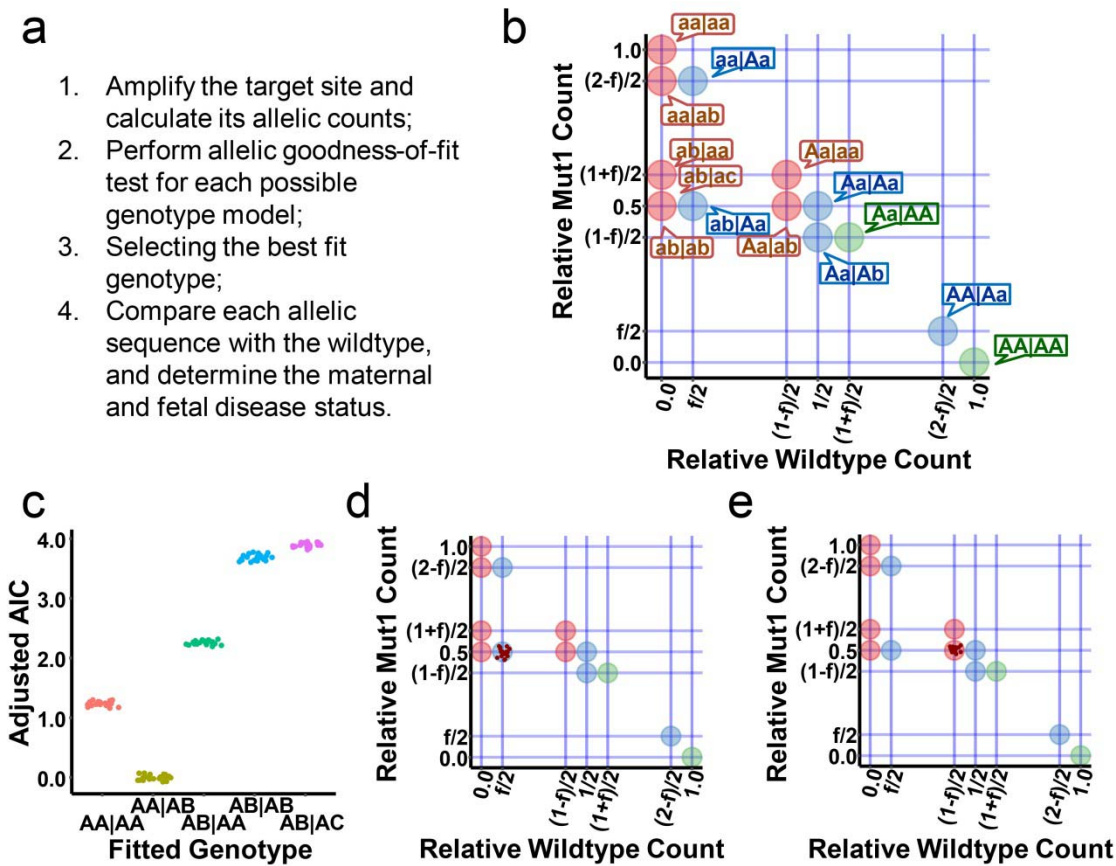 a
1. Amplify the target site and
calculate its allelic counts;
2. Perform allelic goodness-of-fit
test for each possible
genotype model;
3. Selecting the best fit
genotype;
4. Compare each allelic
sequence with the wildtype,
and determine the maternal
and fetal disease status.
b
Relative Mut1 Count
1.0
(2-f)/2
(1+f)/2
0.5
(1-f)/2
f/2
0.0
aa|aa
aa|Aa
aa|ab
ab|aa
Aa|aa
ab|ac
Aa|Aa
Aa|AA
ab|ab
ab|Aa
Aa|ab
Aa|Ab
AA|Aa
AA|AA
0.0
f/2
(1-f)/2
1/2
(1+f)/2
(2-f)/2
1.0
Relative Wildtype Count
c
Adjusted AIC
4.0
3.0
2.0
1.0
0.0
AA|AA
AA|AB
AB|AA
AB|AB
AB|AC
Fitted Genotype
d
Relative Mut1 Count
1.0
(2-f)/2
(1+f)/2
0.5
(1-f)/2
f/2
0.0
0.0
f/2
(1-f)/2
1/2
(1+f)/2
(2-f)/2
1.0
Relative Wildtype Count
e
Relative Mut1 Count
1.0
(2-f)/2
(1+f)/2
0.5
(1-f)/2
f/2
0.0
0.0
f/2
(1-f)/2
1/2
(1+f)/2
(2-f)/2
1.0
Relative Wildtype Count